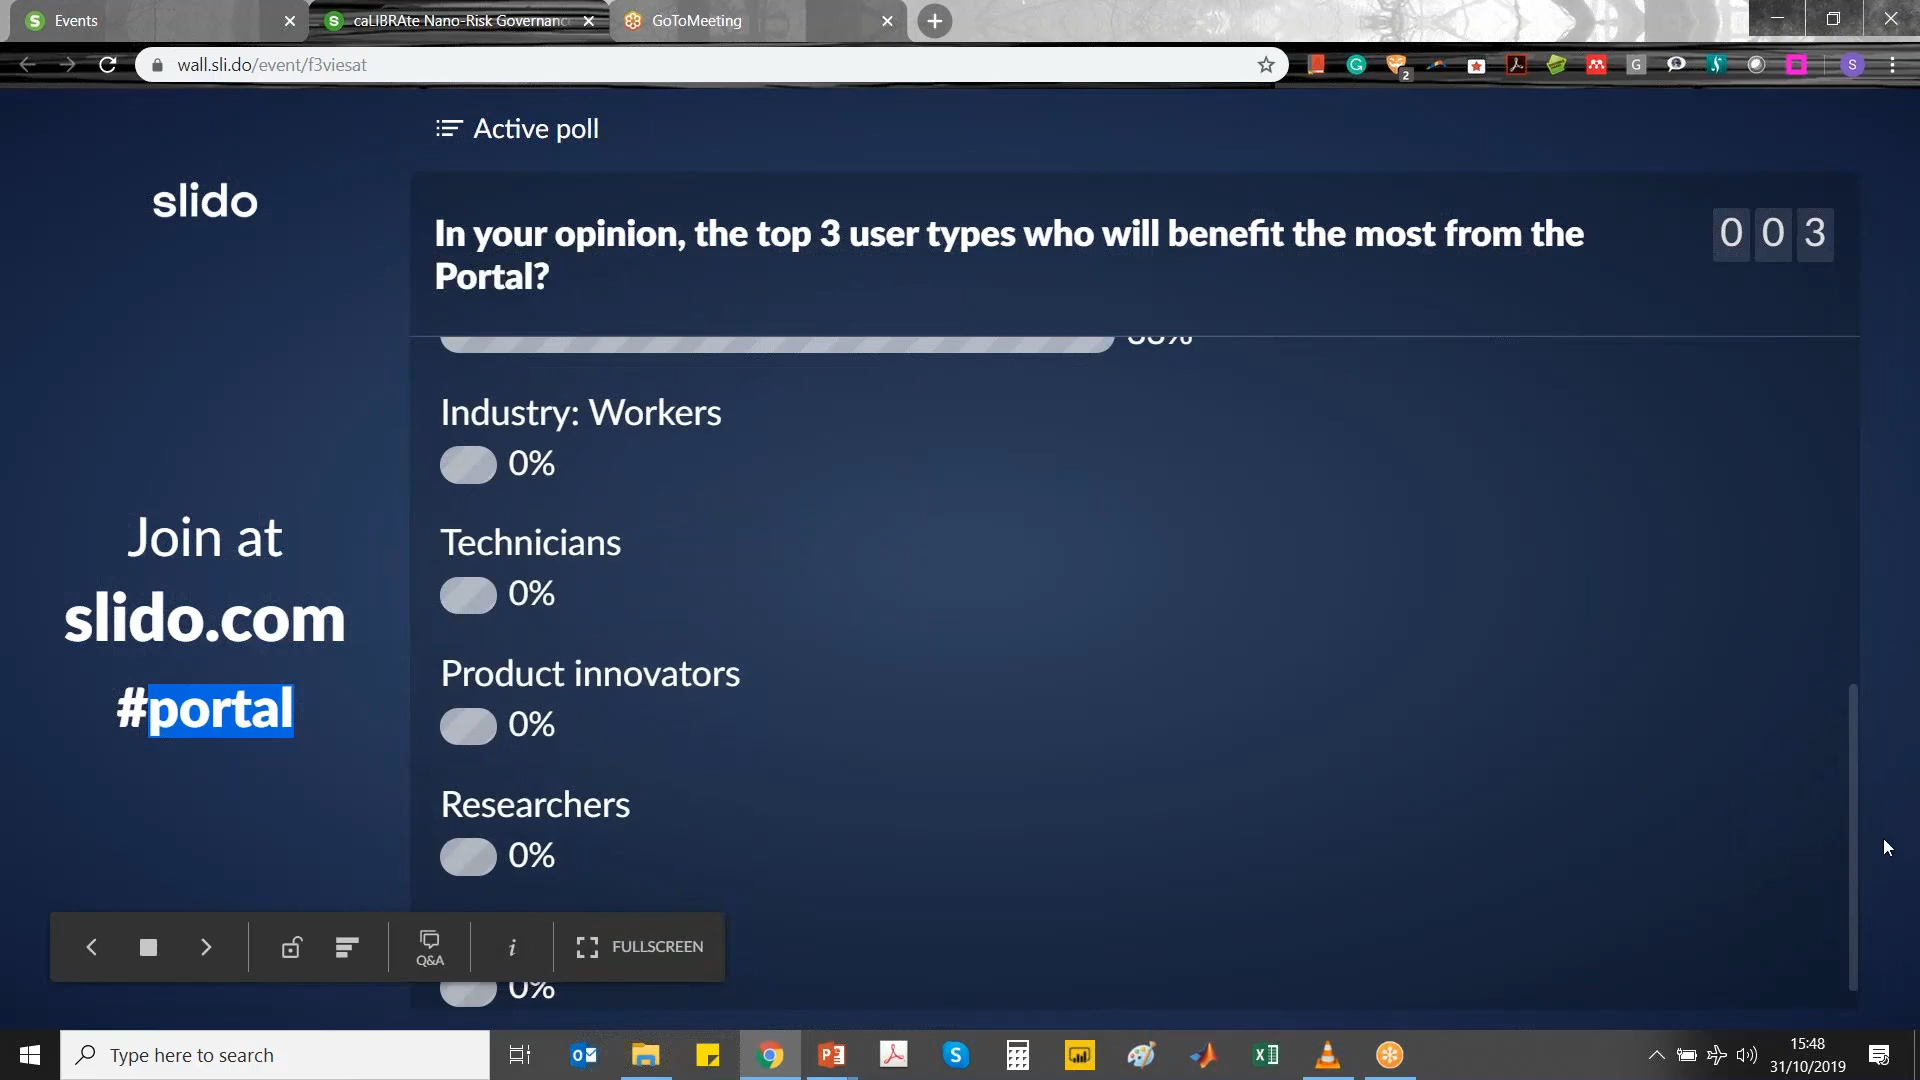 Events
caLIBRAte Nano-Risk Governanc
GoToMeeting
wall.sli.do/event/f3viesat
2
G
S
Active poll
slido
In your opinion, the top 3 user types who will benefit the most from the
Portal?
003
Industry: Workers
0%
Technicians
0%
Product innovators
0%
Researchers
0%
0%
Join at
slido.com
#portal
Q&A
FULLSCREEN
Type here to search
15:48
31/10/2019